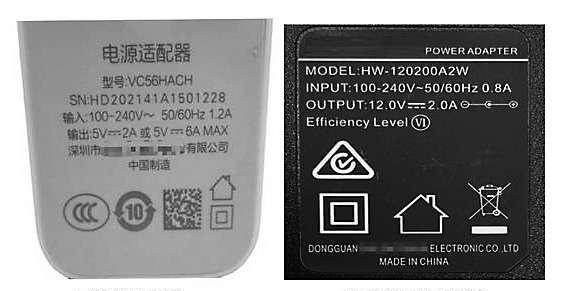 电源适配器
型号:VC56HACH
SN:HD202141A1501228
输入:100-240V～ 50/60Hz 1.2A
输出:5V⎓2A 或 5V⎓6A MAX
深圳市 有限公司
中国制造
CCC
10
POWER ADAPTER
MODEL:HW-120200A2W
INPUT:100-240V~50/60Hz 0.8A
OUTPUT:12.0V⎓2.0A
Efficiency Level VI
DONGGUAN ELECTRONIC CO.,LTD
MADE IN CHINA